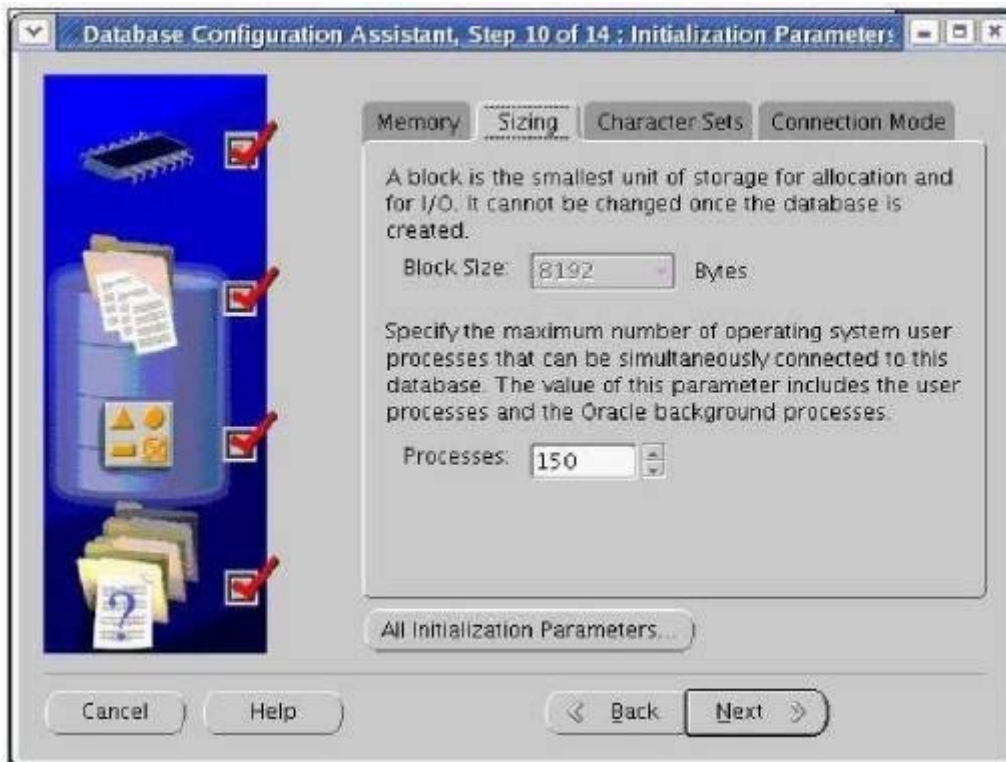 Database Configuration Assistant, Step 10 of 14 : Initialization Parameters
Memory
Sizing
Character Sets
Connection Mode
A block is the smallest unit of storage for allocation and
for I/O. It cannot be changed once the database is
created.
Block Size: 8192 Bytes
Specify the maximum number of operating system user
processes that can be simultaneously connected to this
database. The value of this parameter includes the user
processes and the Oracle background processes.
Processes: 150
All Initialization Parameters...
Cancel
Help
Back
Next
?